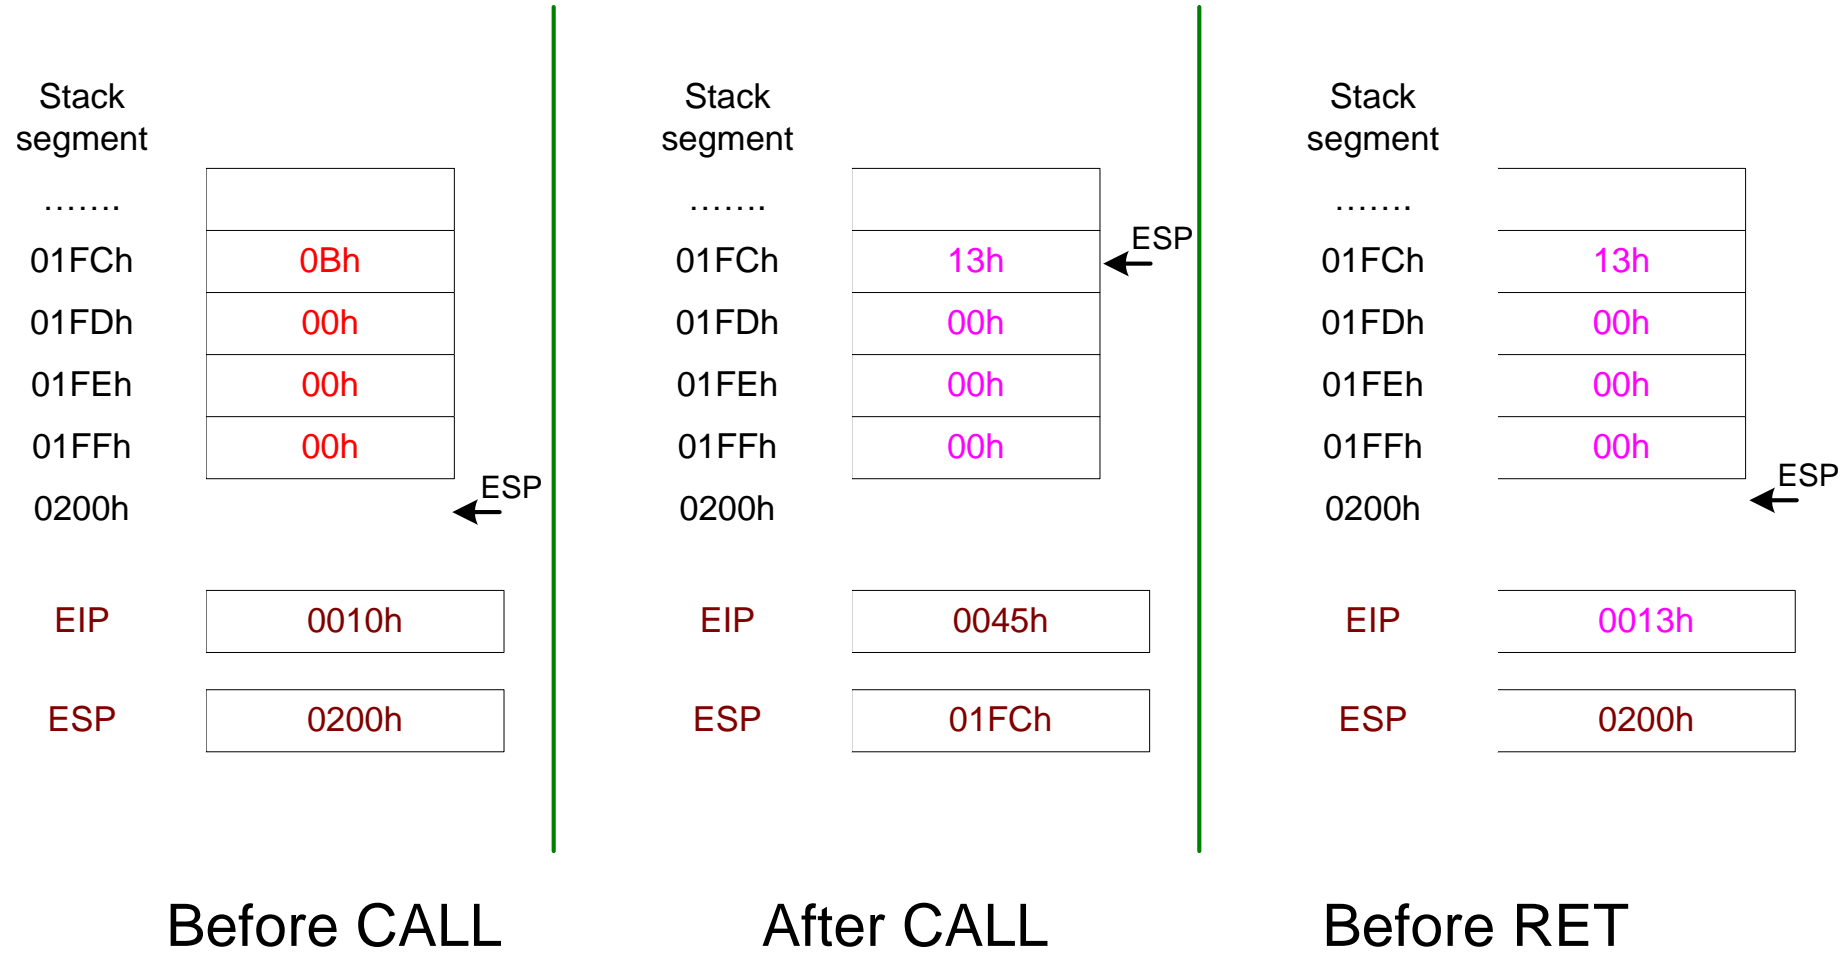 Stack
segment
…….
01FCh 0Bh
01FDh 00h
01FEh 00h
01FFh 00h
0200h
ESP
EIP 0010h
ESP 0200h
Before CALL
Stack
segment
…….
01FCh 13h
ESP
01FDh 00h
01FEh 00h
01FFh 00h
0200h
EIP 0045h
ESP 01FCh
After CALL
Stack
segment
…….
01FCh 13h
01FDh 00h
01FEh 00h
01FFh 00h
ESP
0200h
EIP 0013h
ESP 0200h
Before RET